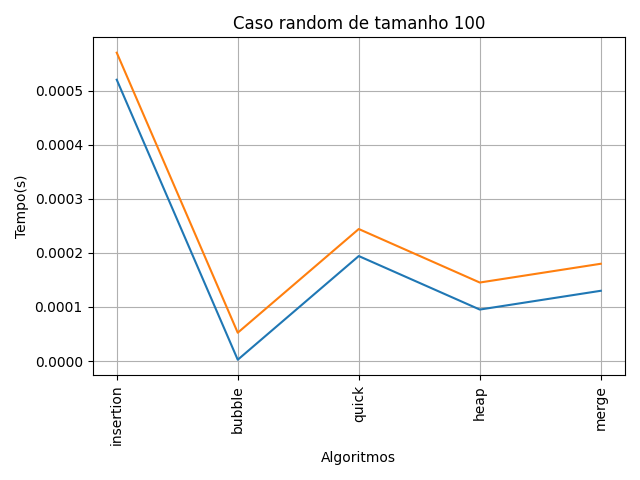 Caso random de tamanho 100
Tempo(s)
0.0005
0.0004
0.0003
0.0002
0.0001
0.0000
insertion
bubble
quick
heap
merge
Algoritmos